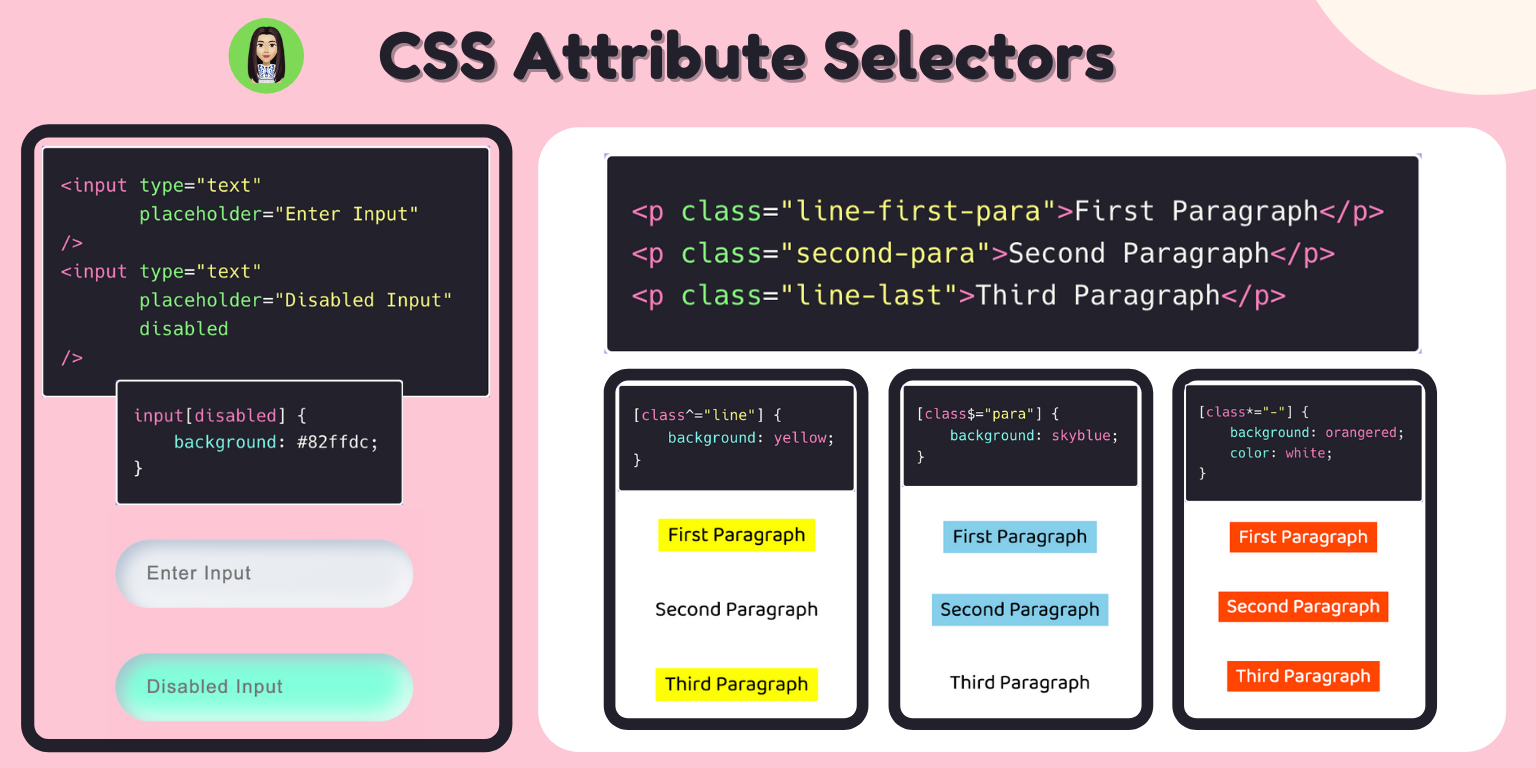 CSS Attribute Selectors
<input type="text"
placeholder="Enter Input"
/>
<input type="text"
placeholder="Disabled Input"
disabled
/>
input[disabled] {
background: #82ffdc;
}
Enter Input
Disabled Input
<p class="line-first-para">First Paragraph</p>
<p class="second-para">Second Paragraph</p>
<p class="line-last">Third Paragraph</p>
[class^="line"] {
background: yellow;
}
First Paragraph
Second Paragraph
Third Paragraph
[class$="para"] {
background: skyblue;
}
First Paragraph
Second Paragraph
Third Paragraph
[class*="-"] {
background: orangered;
color: white;
}
First Paragraph
Second Paragraph
Third Paragraph